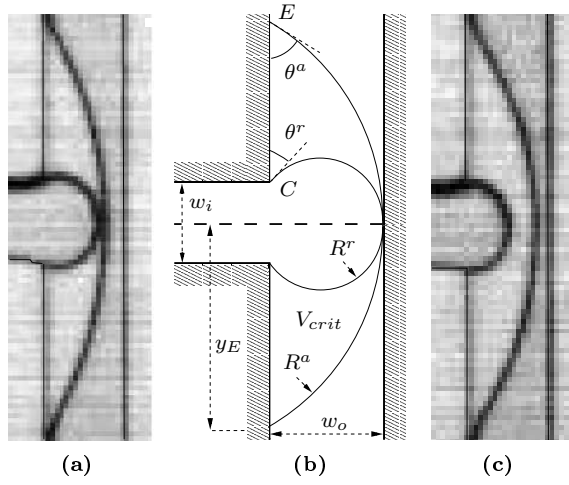 E
θ^a
θ^r
C
w_i
R^r
V_crit
y_E
R^a
w_o
(a) (b) (c)